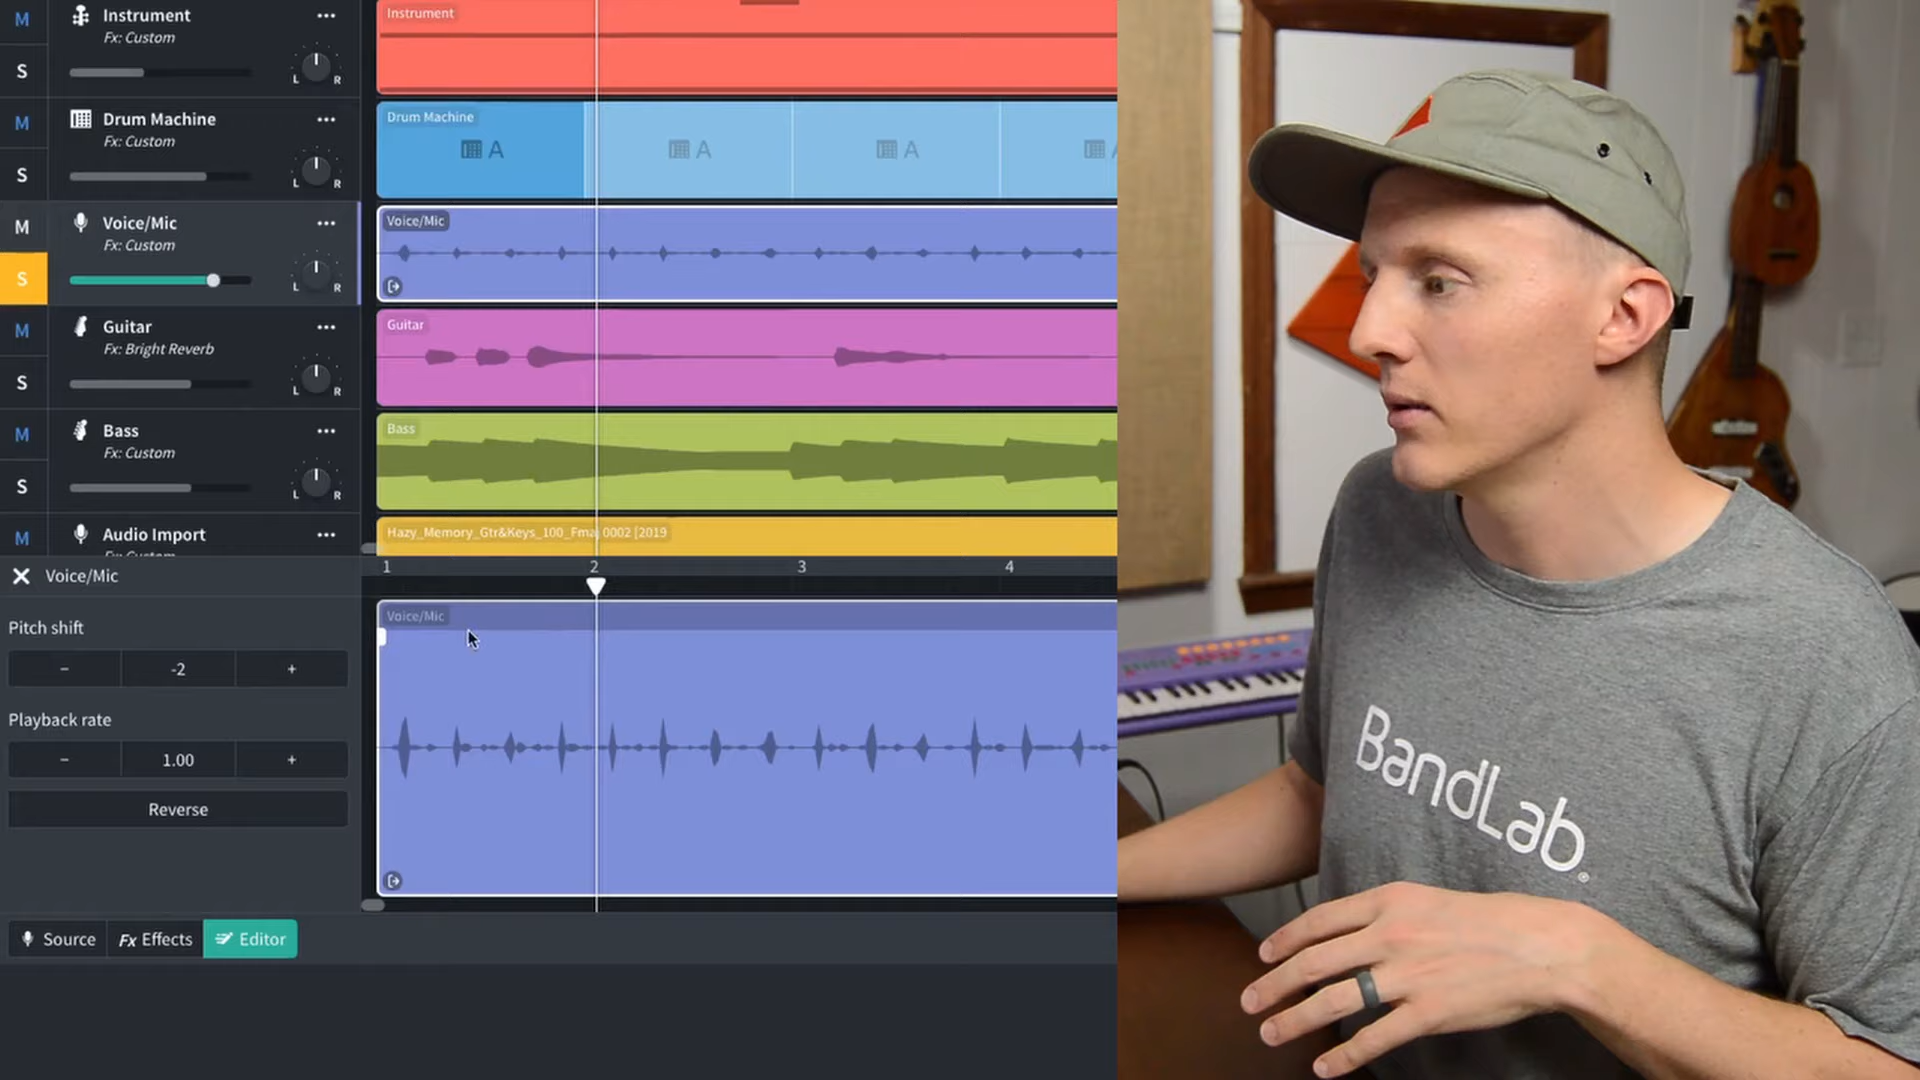 M
Instrument
Fx: Custom
S
L R
Instrument
M
Drum Machine
Fx: Custom
S
L R
Drum Machine
A
A
A
M
Voice/Mic
Fx: Custom
S
L R
Voice/Mic
M
Guitar
Fx: Bright Reverb
S
L R
Guitar
M
Bass
Fx: Custom
S
L R
Bass
M
Audio Import
Hazy_Memory_Gtr&Keys_100_Fmaj 0002 [2019
1 2 3 4
Voice/Mic
Voice/Mic
Pitch shift
− -2 +
Playback rate
− 1.00 +
Reverse
Source Fx Effects Editor
BandLab®